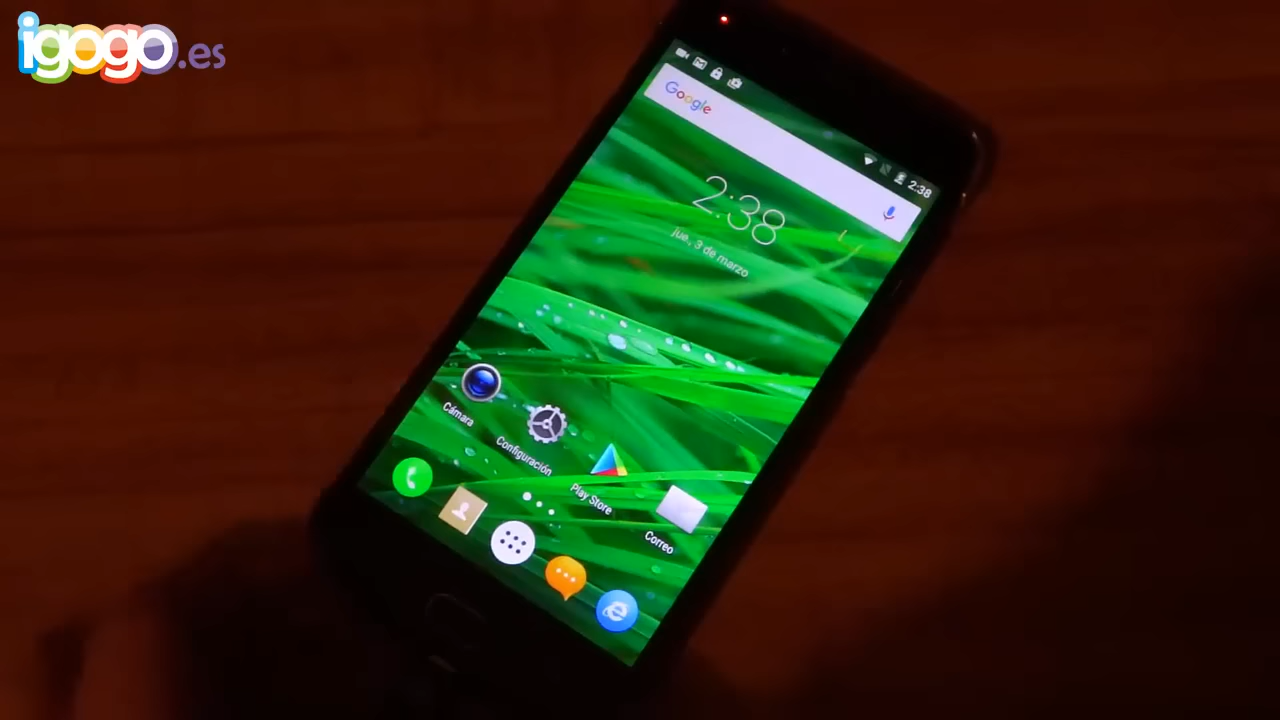 igogo.es
Google
2:38
2:38
jue., 3 de marzo
Cámara
Configuración
Play Store
Correo